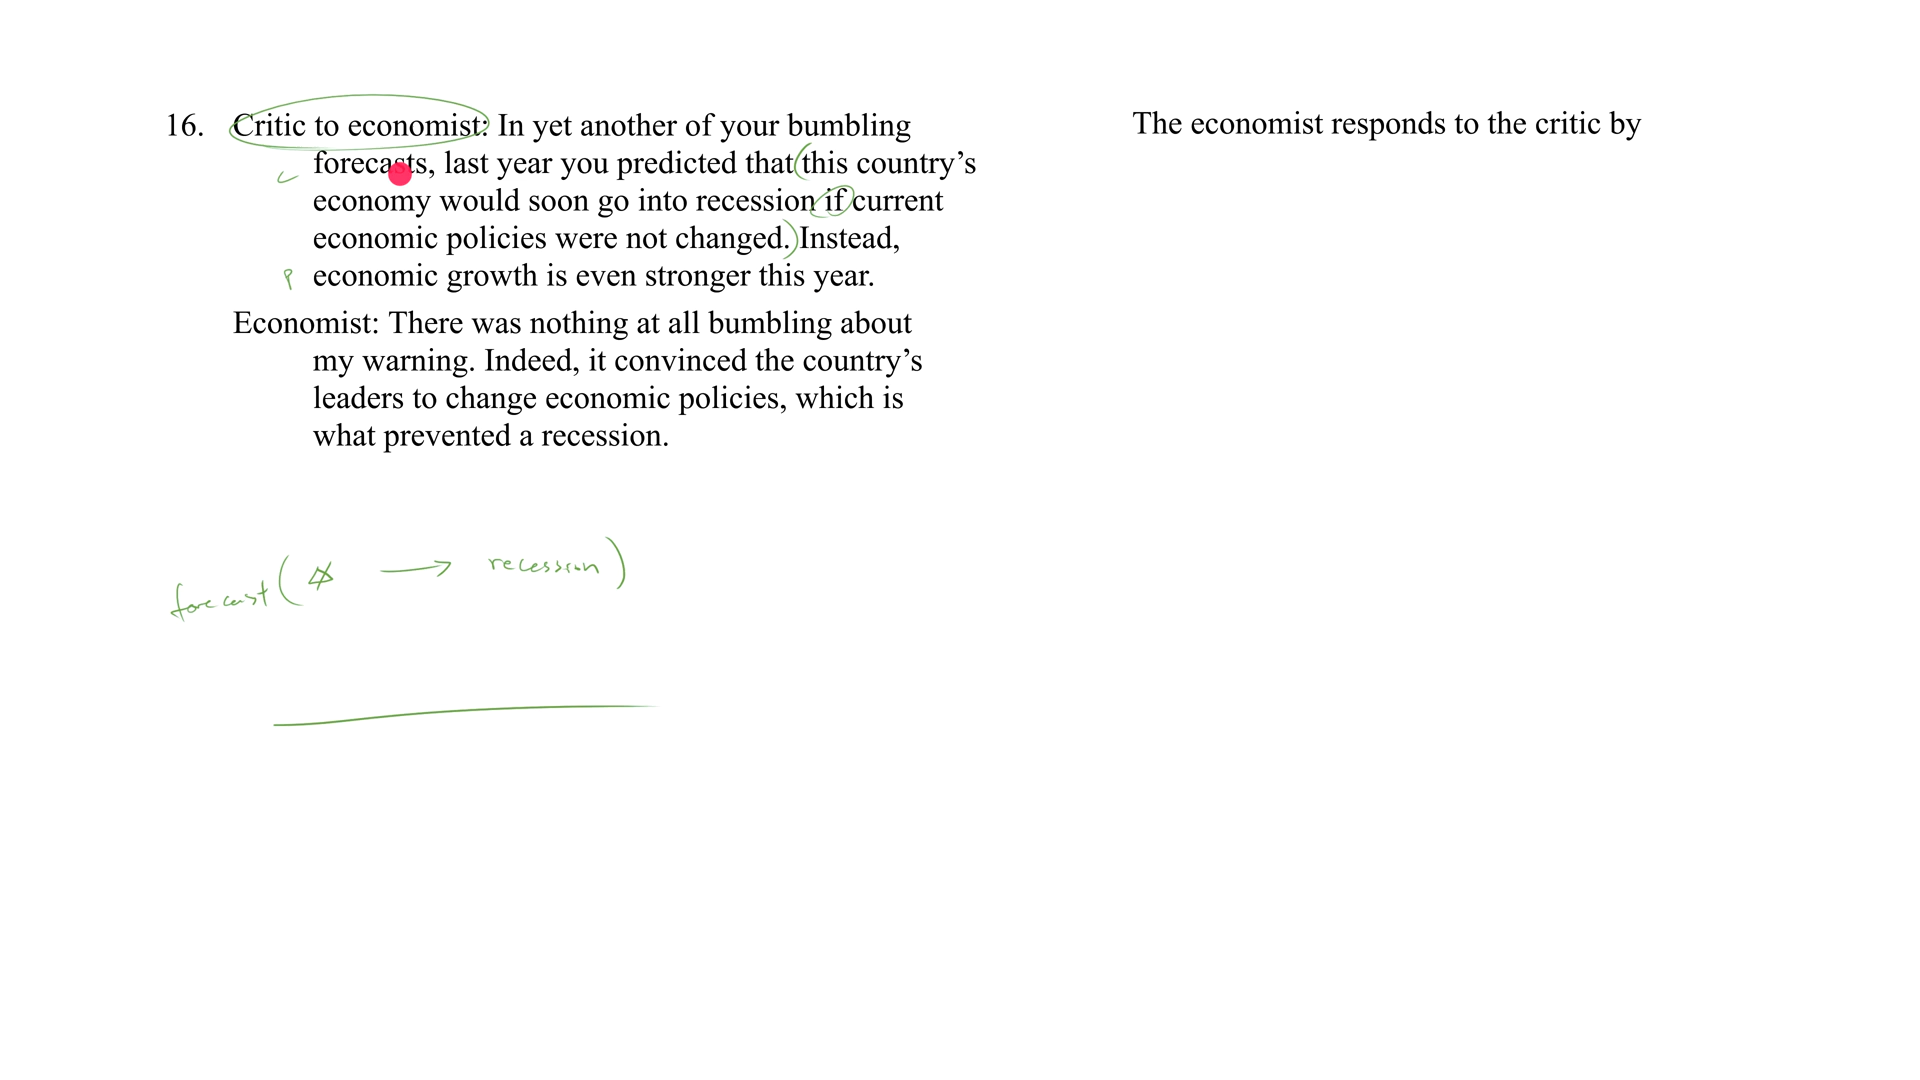 16. Critic to economist: In yet another of your bumbling
forecasts, last year you predicted that (this country’s
economy would soon go into recession if current
economic policies were not changed.) Instead,
P economic growth is even stronger this year.
Economist: There was nothing at all bumbling about
my warning. Indeed, it convinced the country’s
leaders to change economic policies, which is
what prevented a recession.
The economist responds to the critic by
forecast ( → recession)